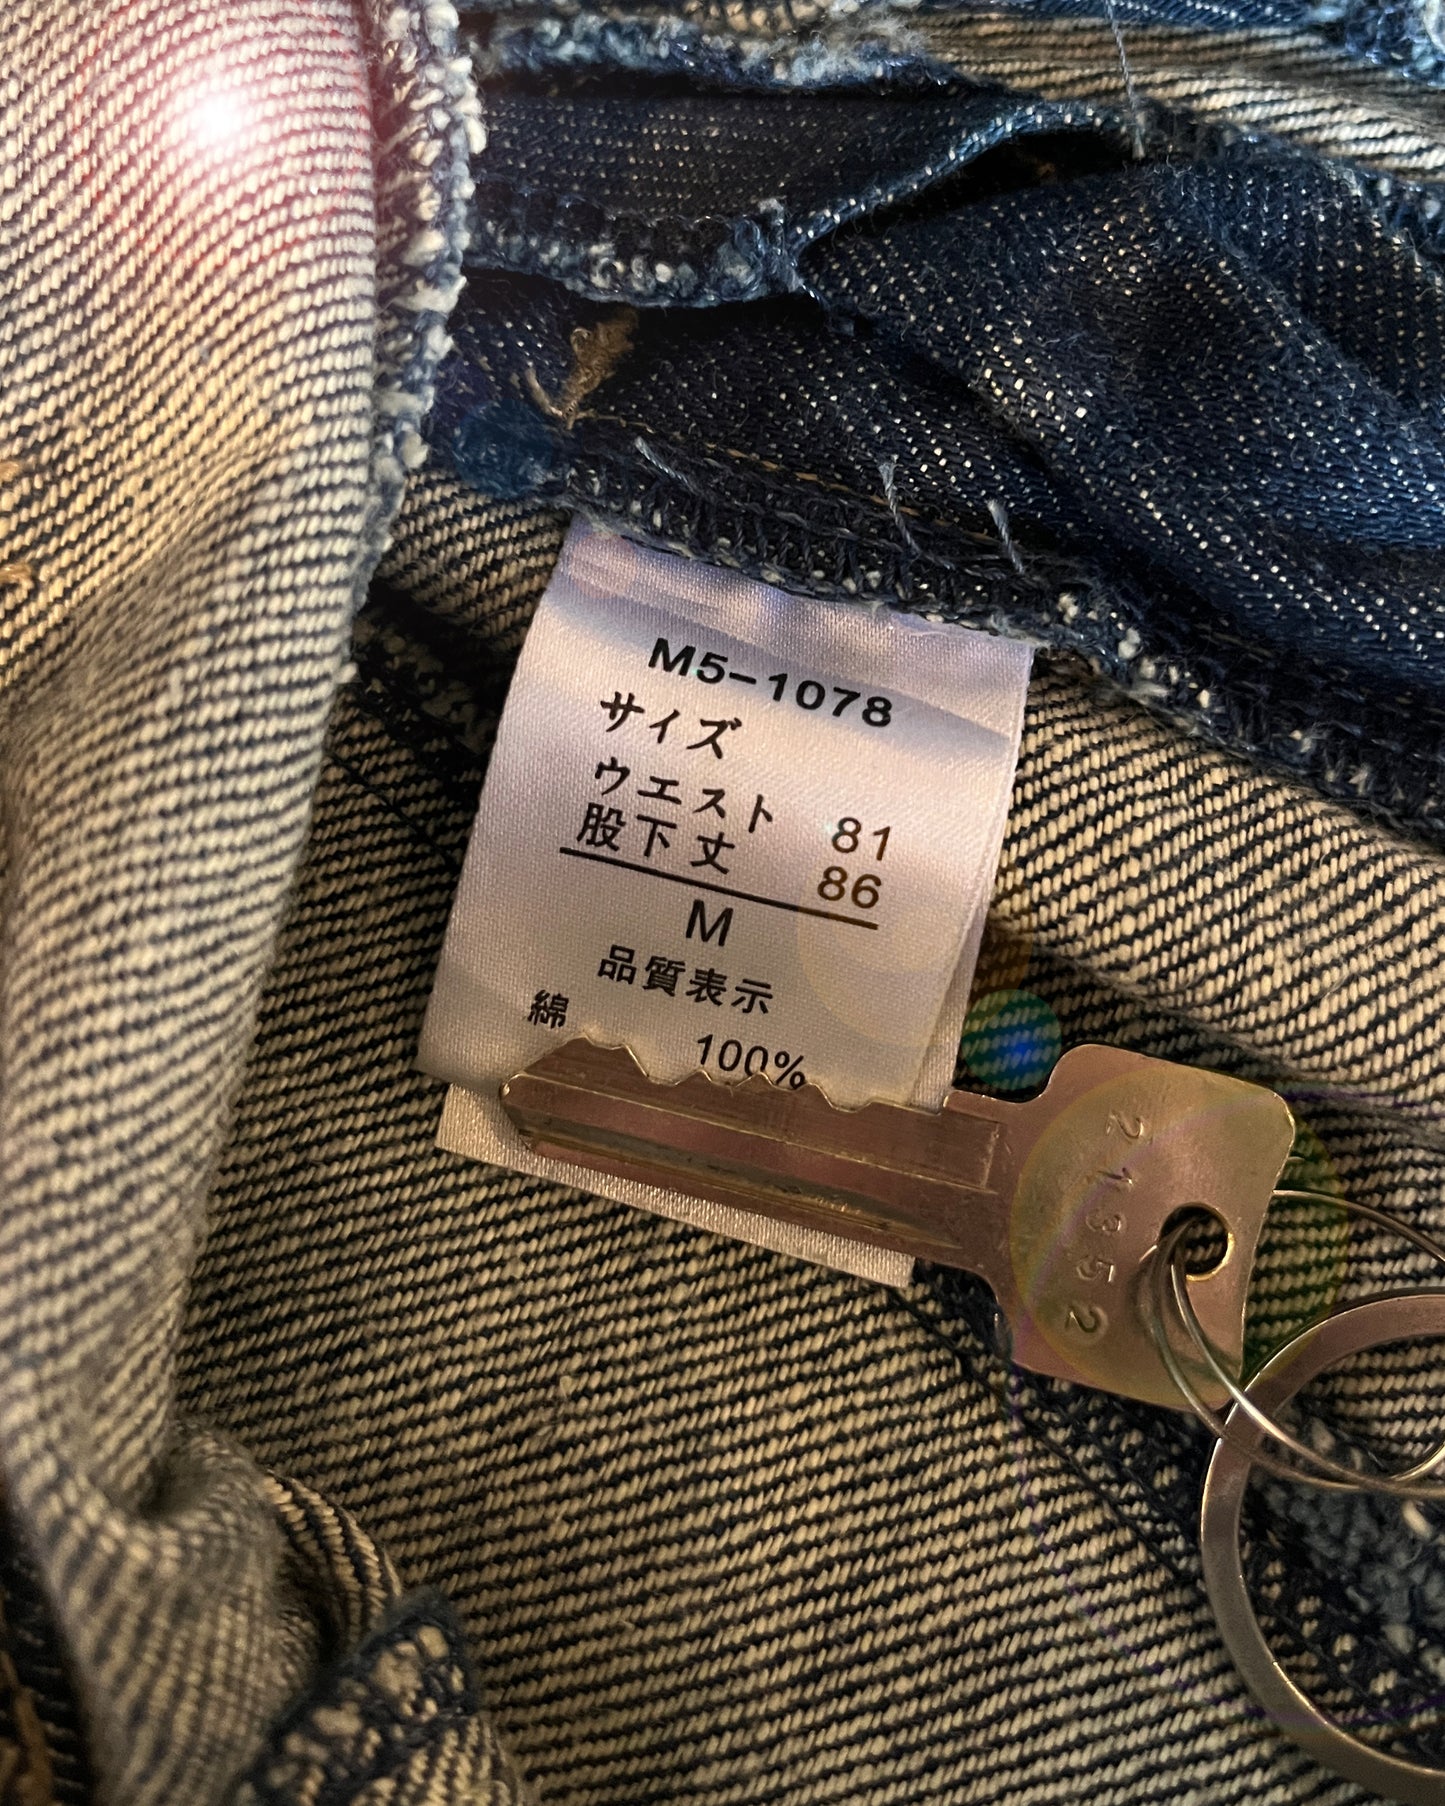 M5-1078
サイズ
ウエスト 81
股下丈 86
M
品質表示
綿 100%
21352